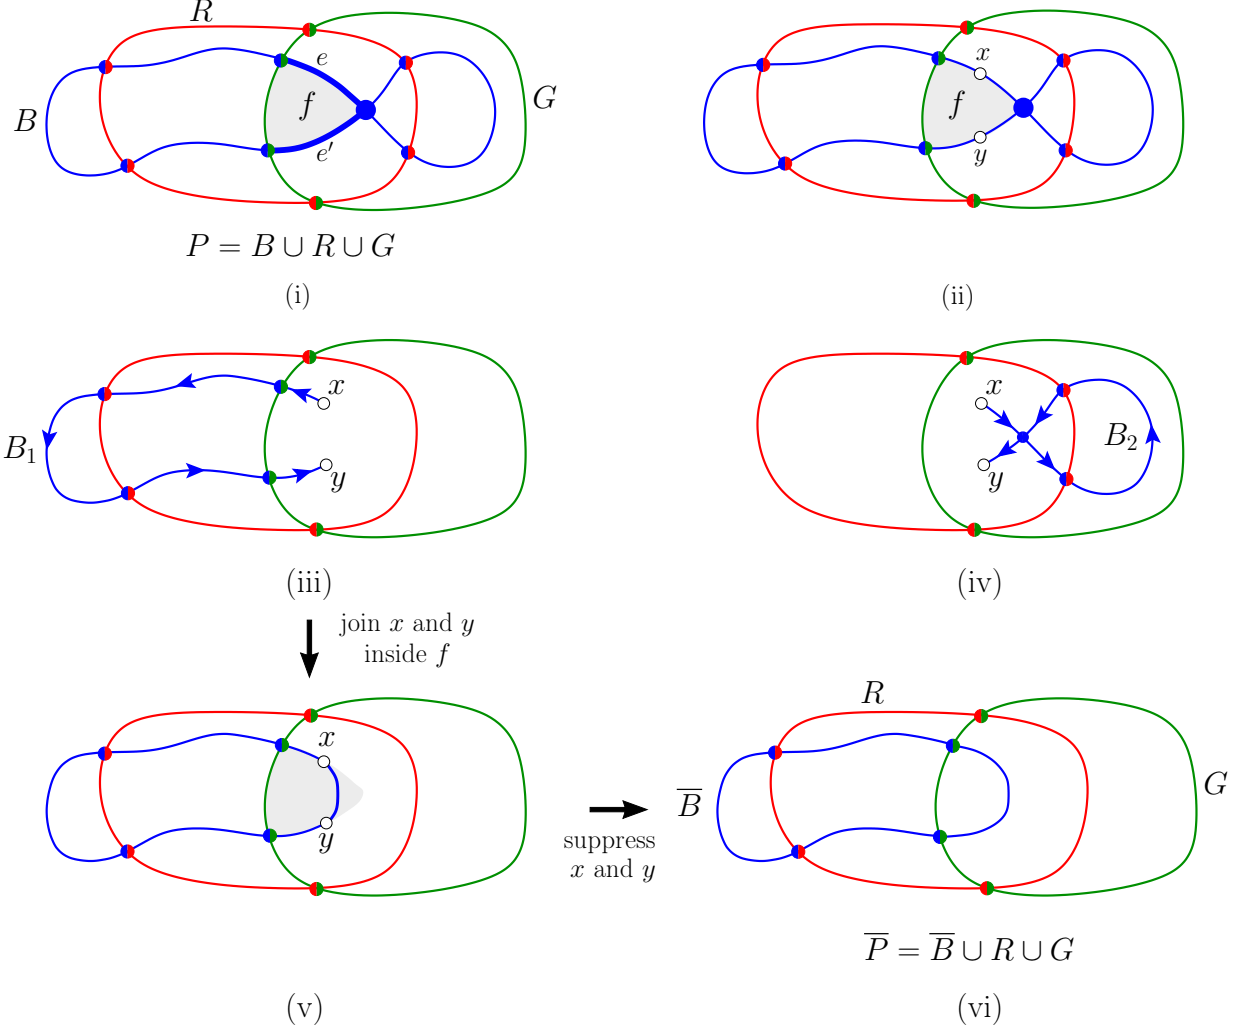 R
e
B
f
G
e′
P = B ∪ R ∪ G
(i)
x
f
y
(ii)
x
B₁
y
(iii)
x
B₂
y
(iv)
join x and y
inside f
x
y
(v)
suppress
x and y
R
B̅
G
P̅ = B̅ ∪ R ∪ G
(vi)